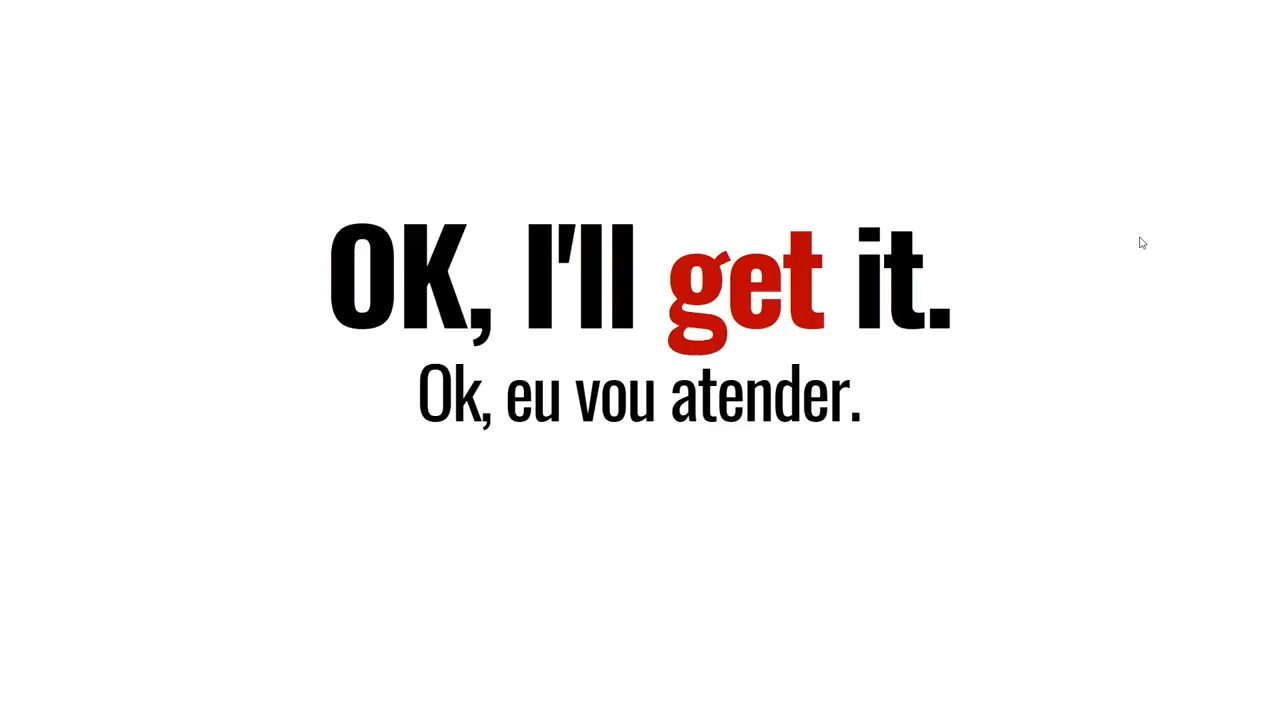 OK, I'll get it.
Ok, eu vou atender.